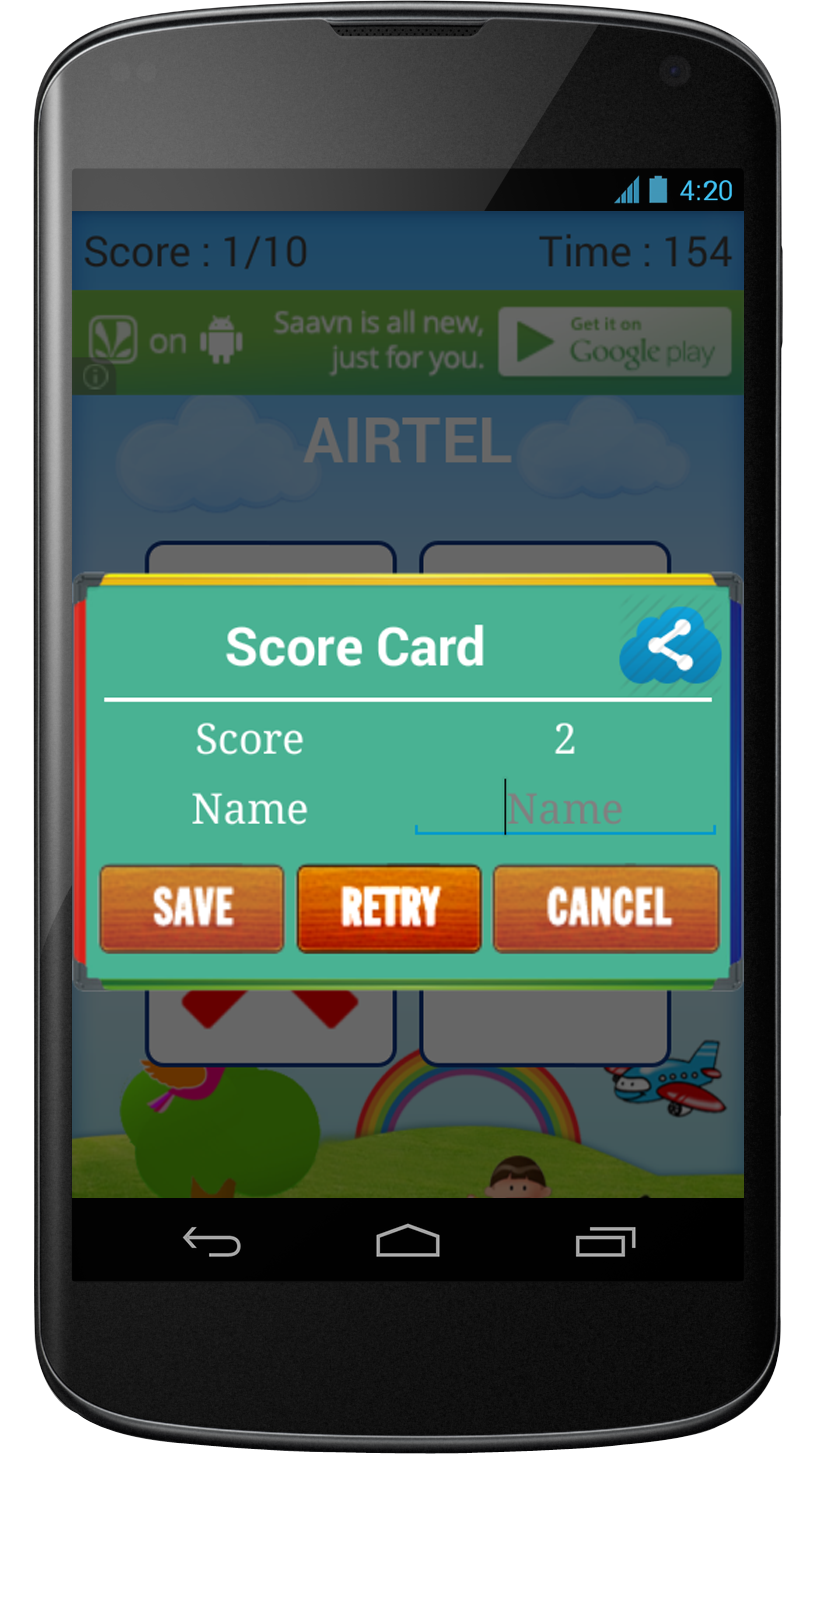 4:20
Score : 1/10 Time : 154
on Saavn is all new,
just for you.
Get it on
Google play
AIRTEL
Score Card
Score 2
Name Name
SAVE RETRY CANCEL